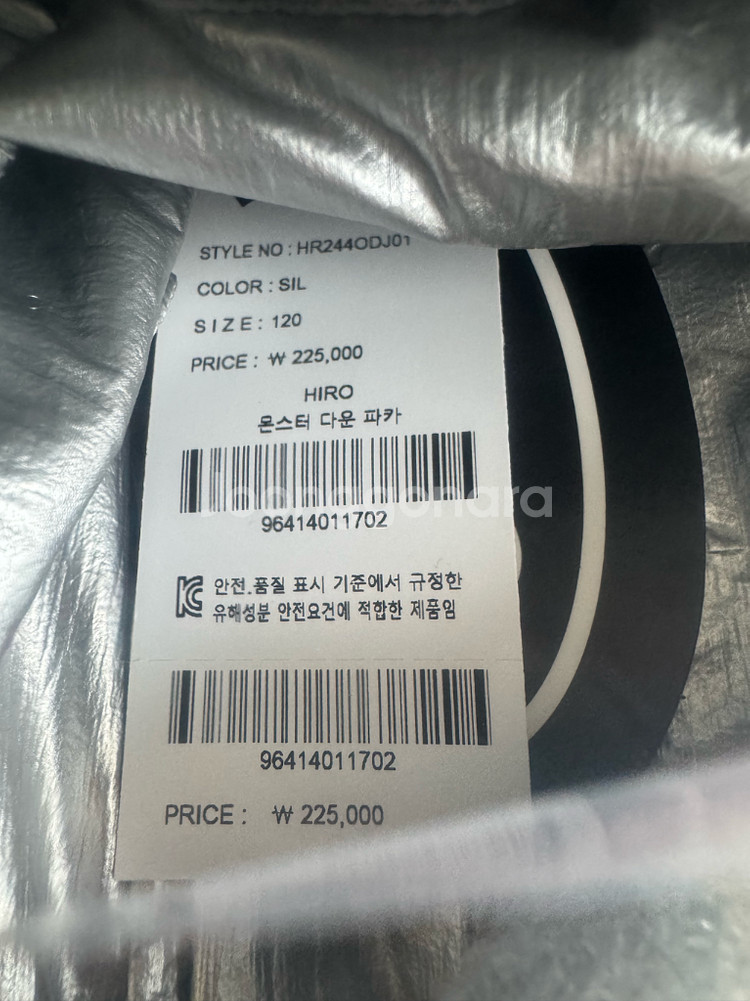 STYLE NO : HR244ODJ01
COLOR : SIL
SIZE : 120
PRICE : ₩ 225,000
HIRO
몬스터 다운 파카
joonggonara
96414011702
안전.품질 표시 기준에서 규정한
유해성분 안전요건에 적합한 제품임
96414011702
PRICE : ₩ 225,000